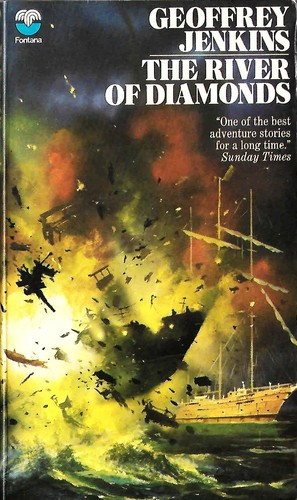 Fontana
GEOFFREY
JENKINS
THE RIVER
OF DIAMONDS
"One of the best
adventure stories
for a long time."
Sunday Times